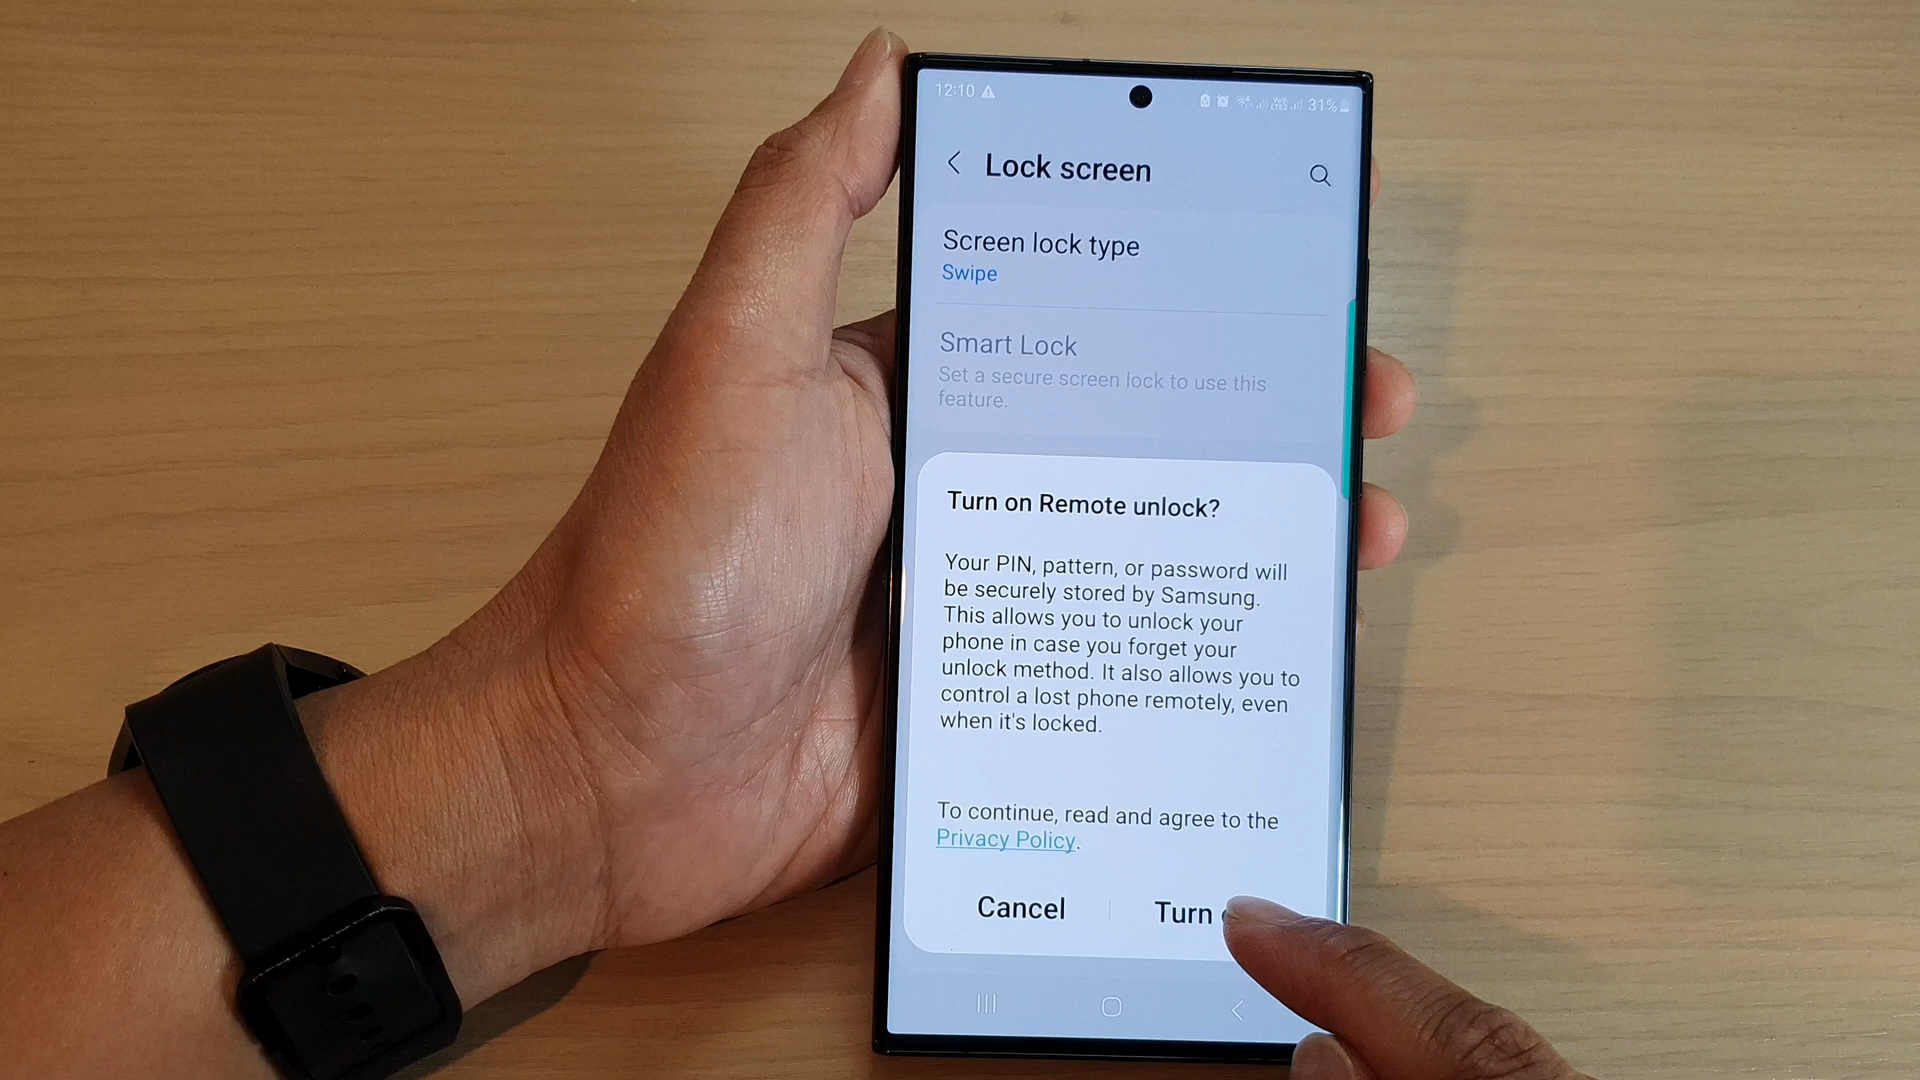 12:10
31%
Lock screen
Screen lock type
Swipe
Smart Lock
Set a secure screen lock to use this
feature.
Turn on Remote unlock?
Your PIN, pattern, or password will
be securely stored by Samsung.
This allows you to unlock your
phone in case you forget your
unlock method. It also allows you to
control a lost phone remotely, even
when it's locked.
To continue, read and agree to the
Privacy Policy.
Cancel
Turn